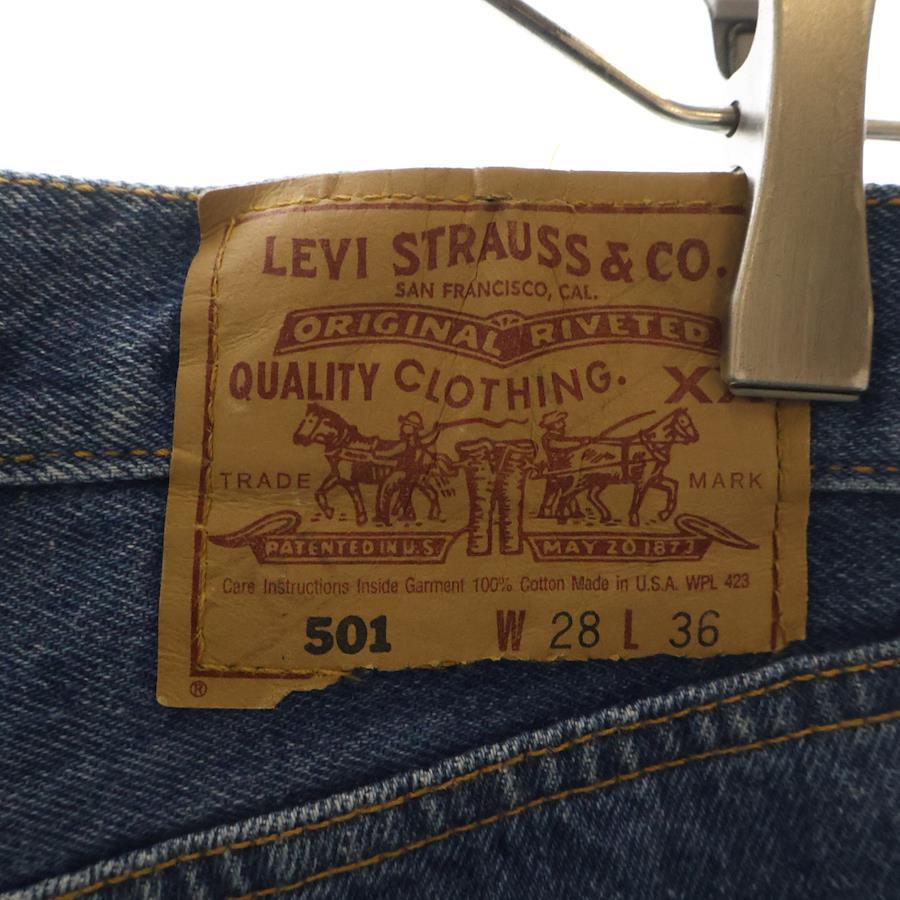 LEVI STRAUSS & CO.
SAN FRANCISCO, CAL.
ORIGINAL RIVETED
QUALITY CLOTHING.
TRADE MARK
PATENTED IN U.S. MAY 20 1873
Care Instructions Inside Garment 100% Cotton Made in U.S.A. WPL 423
501 W 28 L 36
®